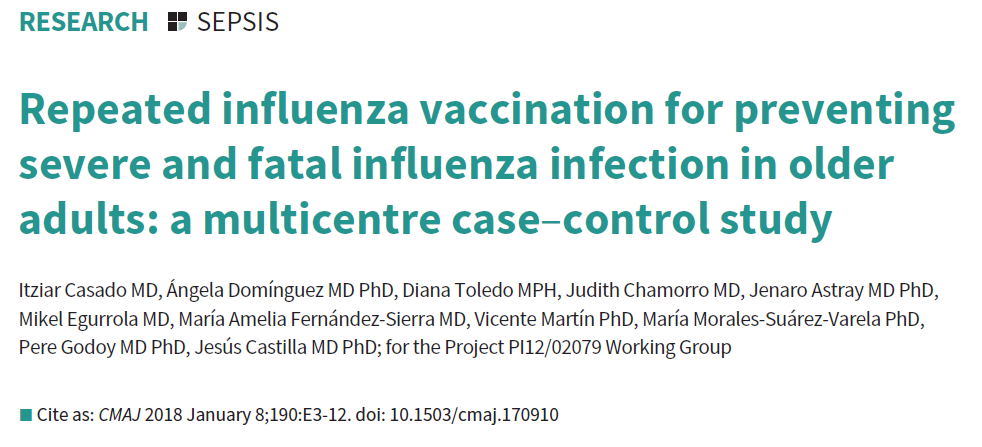 RESEARCH SEPSIS
Repeated influenza vaccination for preventing
severe and fatal influenza infection in older
adults: a multicentre case–control study
Itziar Casado MD, Ángela Domínguez MD PhD, Diana Toledo MPH, Judith Chamorro MD, Jenaro Astray MD PhD,
Mikel Egurrola MD, María Amelia Fernández-Sierra MD, Vicente Martín PhD, María Morales-Suárez-Varela PhD,
Pere Godoy MD PhD, Jesús Castilla MD PhD; for the Project PI12/02079 Working Group
Cite as: CMAJ 2018 January 8;190:E3-12. doi: 10.1503/cmaj.170910